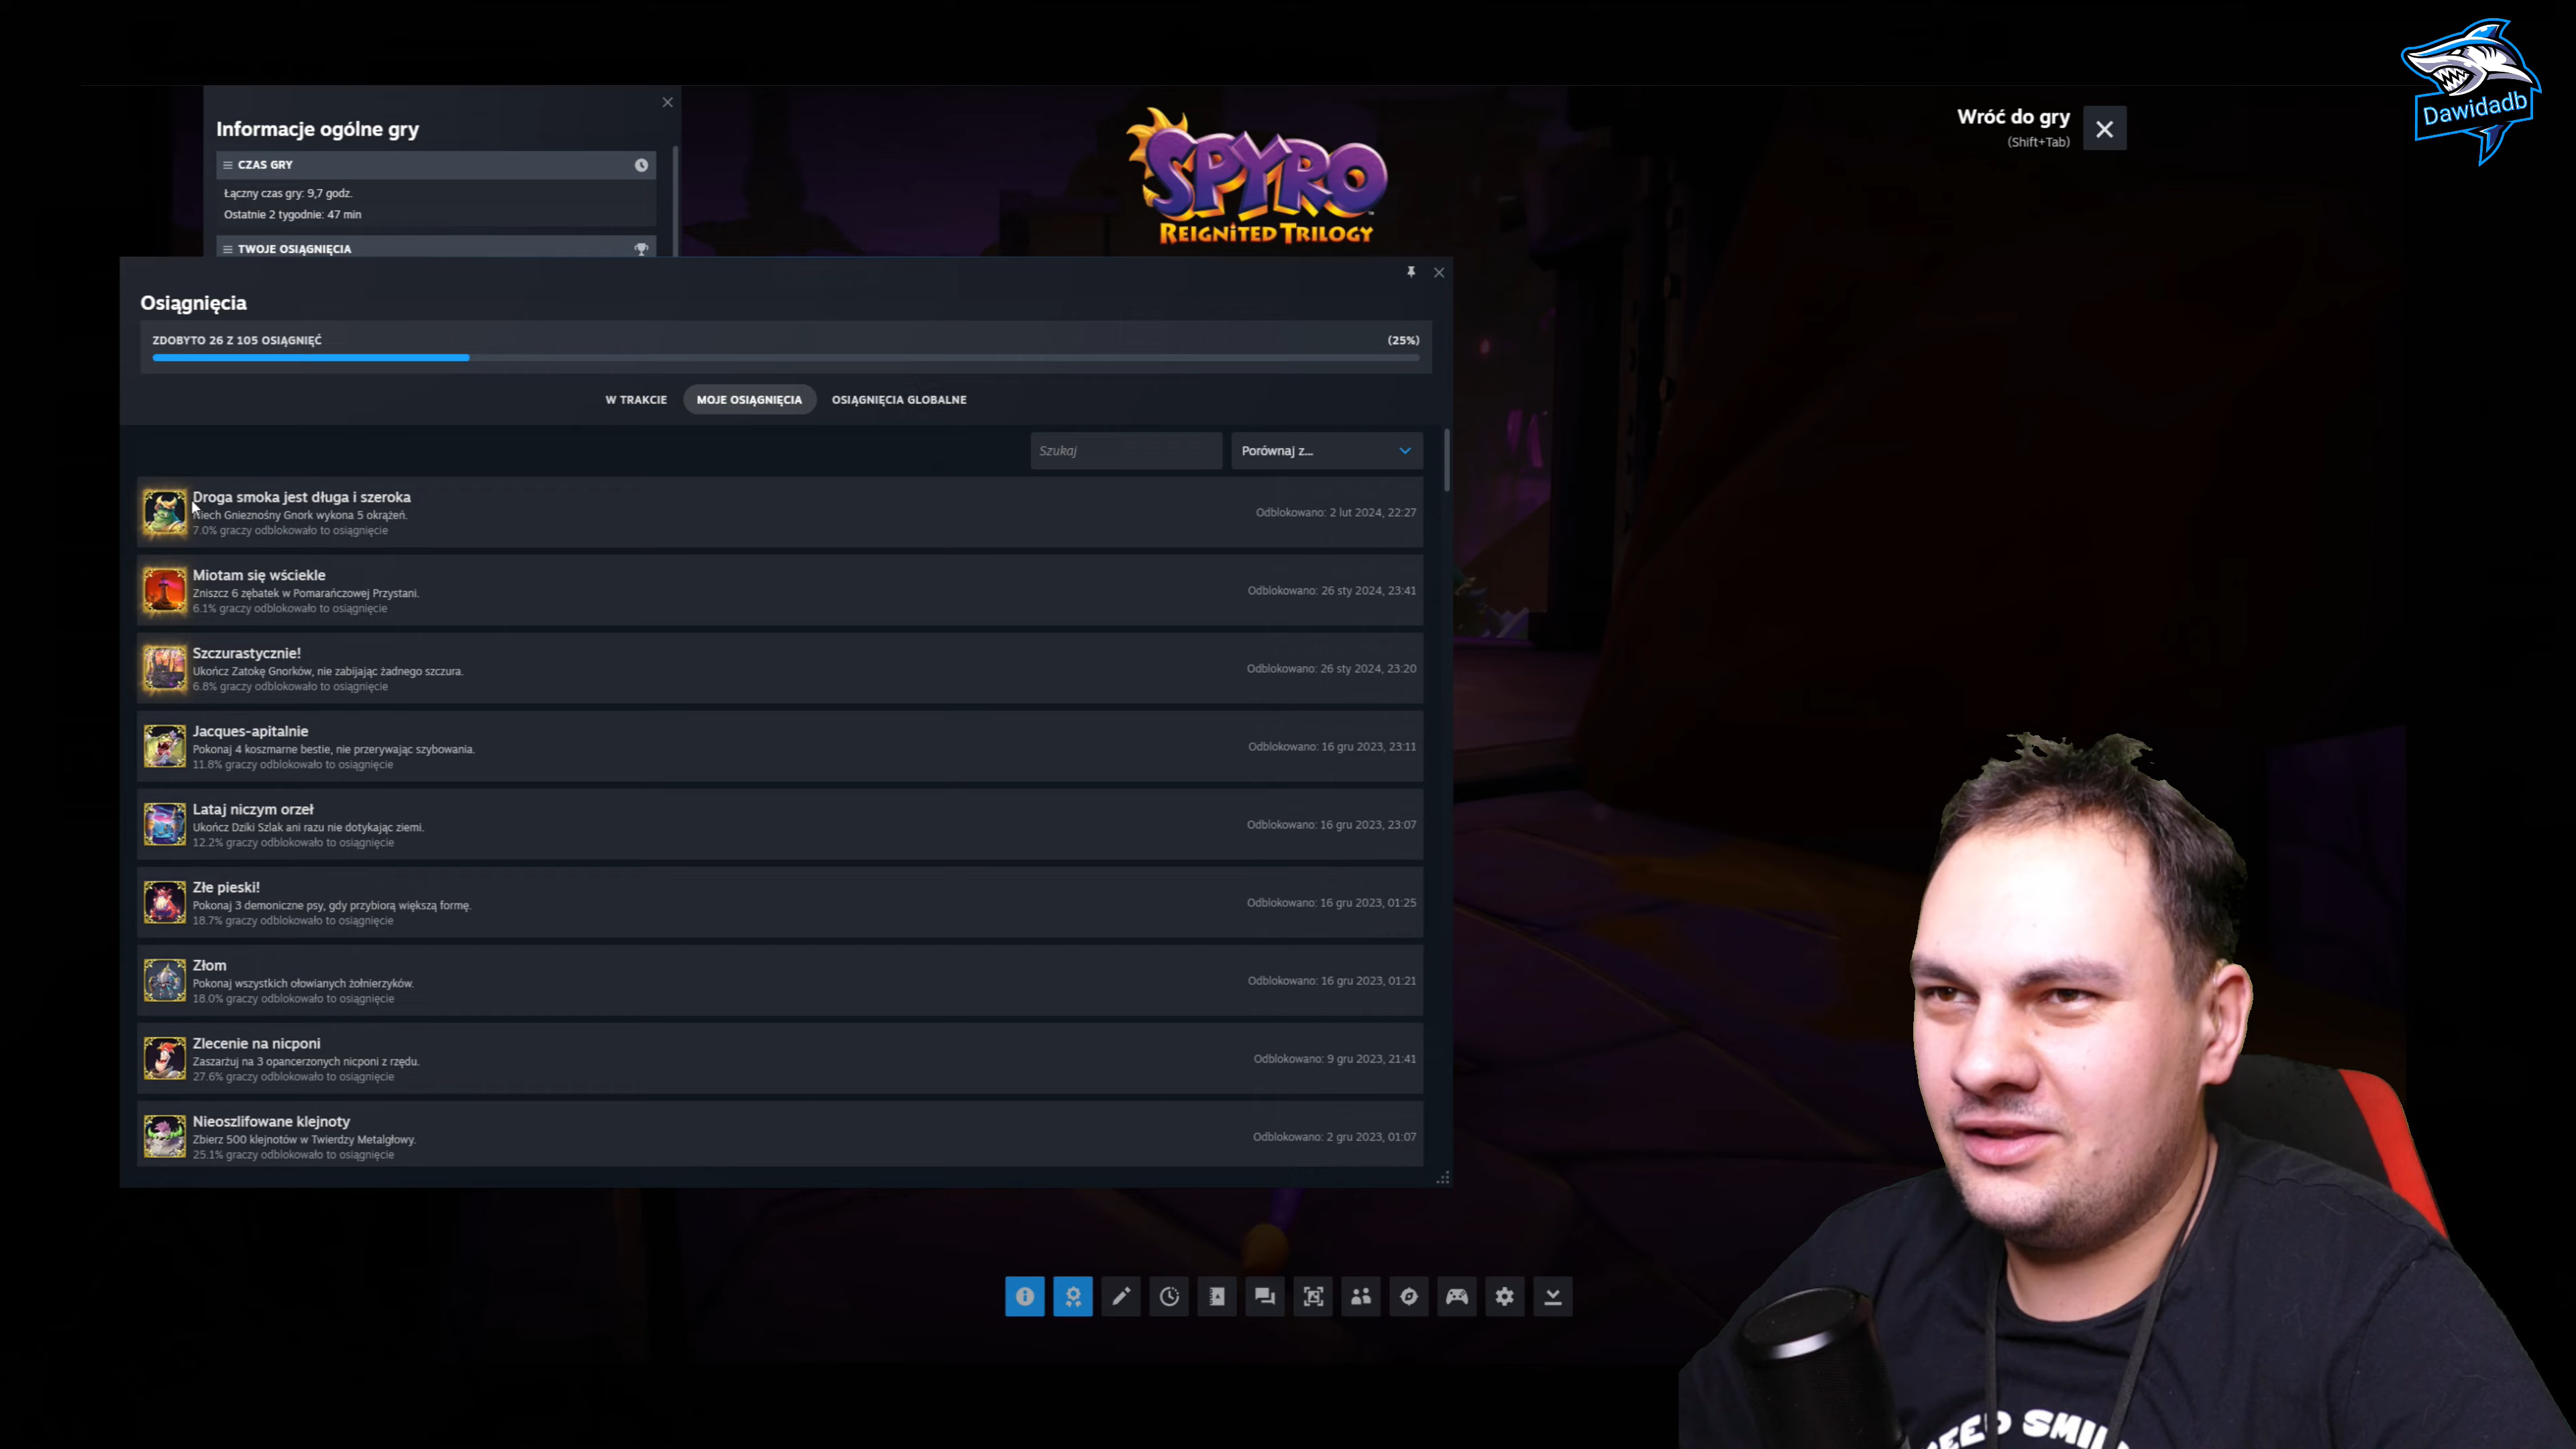 Dawidadb
Informacje ogólne gry
CZAS GRY
Łączny czas gry: 9,7 godz.
Ostatnie 2 tygodnie: 47 min
TWOJE OSIĄGNIĘCIA
SPYRO
REIGNITED TRILOGY
Wróć do gry
(Shift+Tab)
Osiągnięcia
ZDOBYTO 26 Z 105 OSIĄGNIĘĆ
(25%)
W TRAKCIE
MOJE OSIĄGNIĘCIA
OSIĄGNIĘCIA GLOBALNE
Szukaj
Porównaj z...
Droga smoka jest długa i szeroka
Niech Gnieznośny Gnork wykona 5 okrążeń.
7.0% graczy odblokowało to osiągnięcie
Odblokowano: 2 lut 2024, 22:27
Miotam się wściekle
Zniszcz 6 zębatek w Pomarańczowej Przystani.
6.1% graczy odblokowało to osiągnięcie
Odblokowano: 26 sty 2024, 23:41
Szczurastycznie!
Ukończ Zatokę Gnorków, nie zabijając żadnego szczura.
6.8% graczy odblokowało to osiągnięcie
Odblokowano: 26 sty 2024, 23:20
Jacques-apitalnie
Pokonaj 4 koszmarne bestie, nie przerywając szybowania.
11.8% graczy odblokowało to osiągnięcie
Odblokowano: 16 gru 2023, 23:11
Lataj niczym orzeł
Ukończ Dziki Szlak ani razu nie dotykając ziemi.
12.2% graczy odblokowało to osiągnięcie
Odblokowano: 16 gru 2023, 23:07
Złe pieski!
Pokonaj 3 demoniczne psy, gdy przybiorą większą formę.
18.7% graczy odblokowało to osiągnięcie
Odblokowano: 16 gru 2023, 01:25
Złom
Pokonaj wszystkich ołowianych żołnierzyków.
18.0% graczy odblokowało to osiągnięcie
Odblokowano: 16 gru 2023, 01:21
Zlecenie na nicponi
Zaszarżuj na 3 opancerzonych nicponi z rzędu.
27.6% graczy odblokowało to osiągnięcie
Odblokowano: 9 gru 2023, 21:41
Nieoszlifowane klejnoty
Zbierz 500 klejnotów w Twierdzy Metalgłowy.
25.1% graczy odblokowało to osiągnięcie
Odblokowano: 2 gru 2023, 01:07